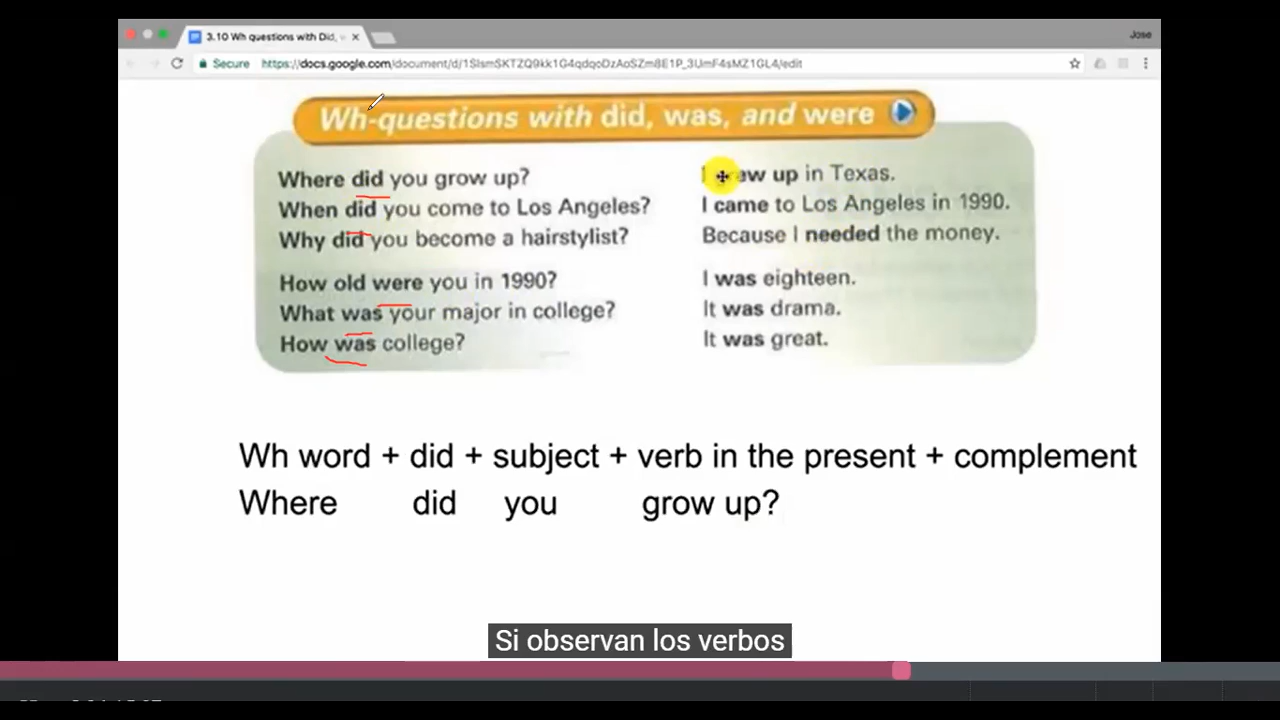 3.10 Wh questions with Did,
Jose
Secure https://docs.google.com/document/d/1SlsmSKTZQ9kk1G4qdqoDzAoSZm8E1P_3UmF4sMZ1GL4/edit
Wh-questions with did, was, and were
Where did you grow up?
I grew up in Texas.
When did you come to Los Angeles?
I came to Los Angeles in 1990.
Why did you become a hairstylist?
Because I needed the money.
How old were you in 1990?
I was eighteen.
What was your major in college?
It was drama.
How was college?
It was great.
Wh word + did + subject + verb in the present + complement
Where did you grow up?
Si observan los verbos